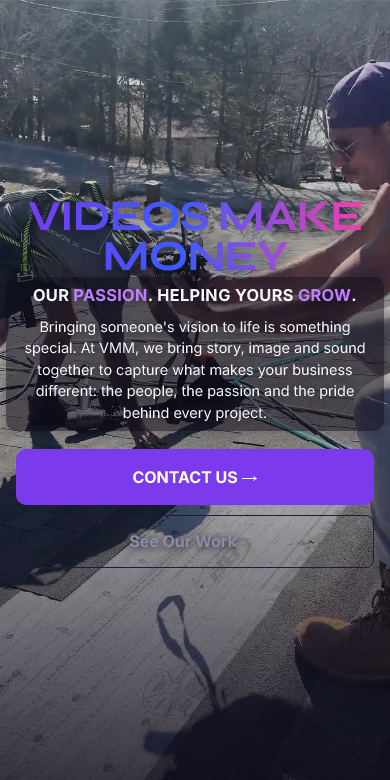 VIDEOS MAKE
MONEY
OUR PASSION. HELPING YOURS GROW.
Bringing someone's vision to life is something
special. At VMM, we bring story, image and sound
together to capture what makes your business
different: the people, the passion and the pride
behind every project.
CONTACT US →
See Our Work →